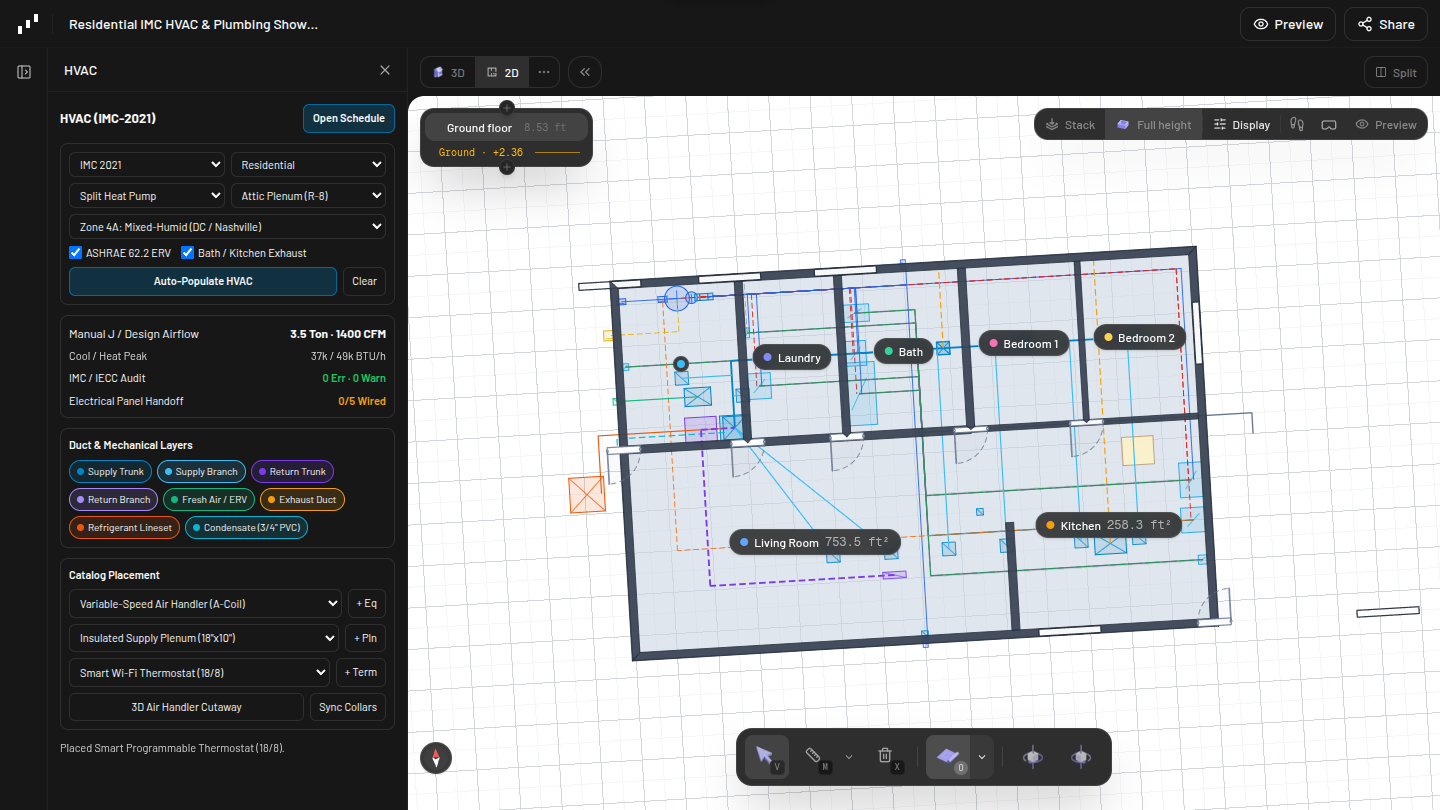 Residential IMC HVAC & Plumbing Show...
Preview
Share
HVAC
3D
2D
Split
HVAC (IMC-2021)
Open Schedule
IMC 2021
Residential
Split Heat Pump
Attic Plenum (R-8)
Zone 4A: Mixed-Humid (DC / Nashville)
ASHRAE 62.2 ERV
Bath / Kitchen Exhaust
Auto-Populate HVAC
Clear
Manual J / Design Airflow
3.5 Ton · 1400 CFM
Cool / Heat Peak
37k / 49k BTU/h
IMC / IECC Audit
0 Err · 0 Warn
Electrical Panel Handoff
0/5 Wired
Duct & Mechanical Layers
Supply Trunk
Supply Branch
Return Trunk
Return Branch
Fresh Air / ERV
Exhaust Duct
Refrigerant Lineset
Condensate (3/4" PVC)
Catalog Placement
Variable-Speed Air Handler (A-Coil)
+ Eq
Insulated Supply Plenum (18"x10")
+ Pln
Smart Wi-Fi Thermostat (18/8)
+ Term
3D Air Handler Cutaway
Sync Collars
Placed Smart Programmable Thermostat (18/8).
Ground floor 8.53 ft
Ground · +2.36
Stack
Full height
Display
Preview
Laundry
Bath
Bedroom 1
Bedroom 2
Living Room 753.5 ft²
Kitchen 258.3 ft²
V
M
X
O